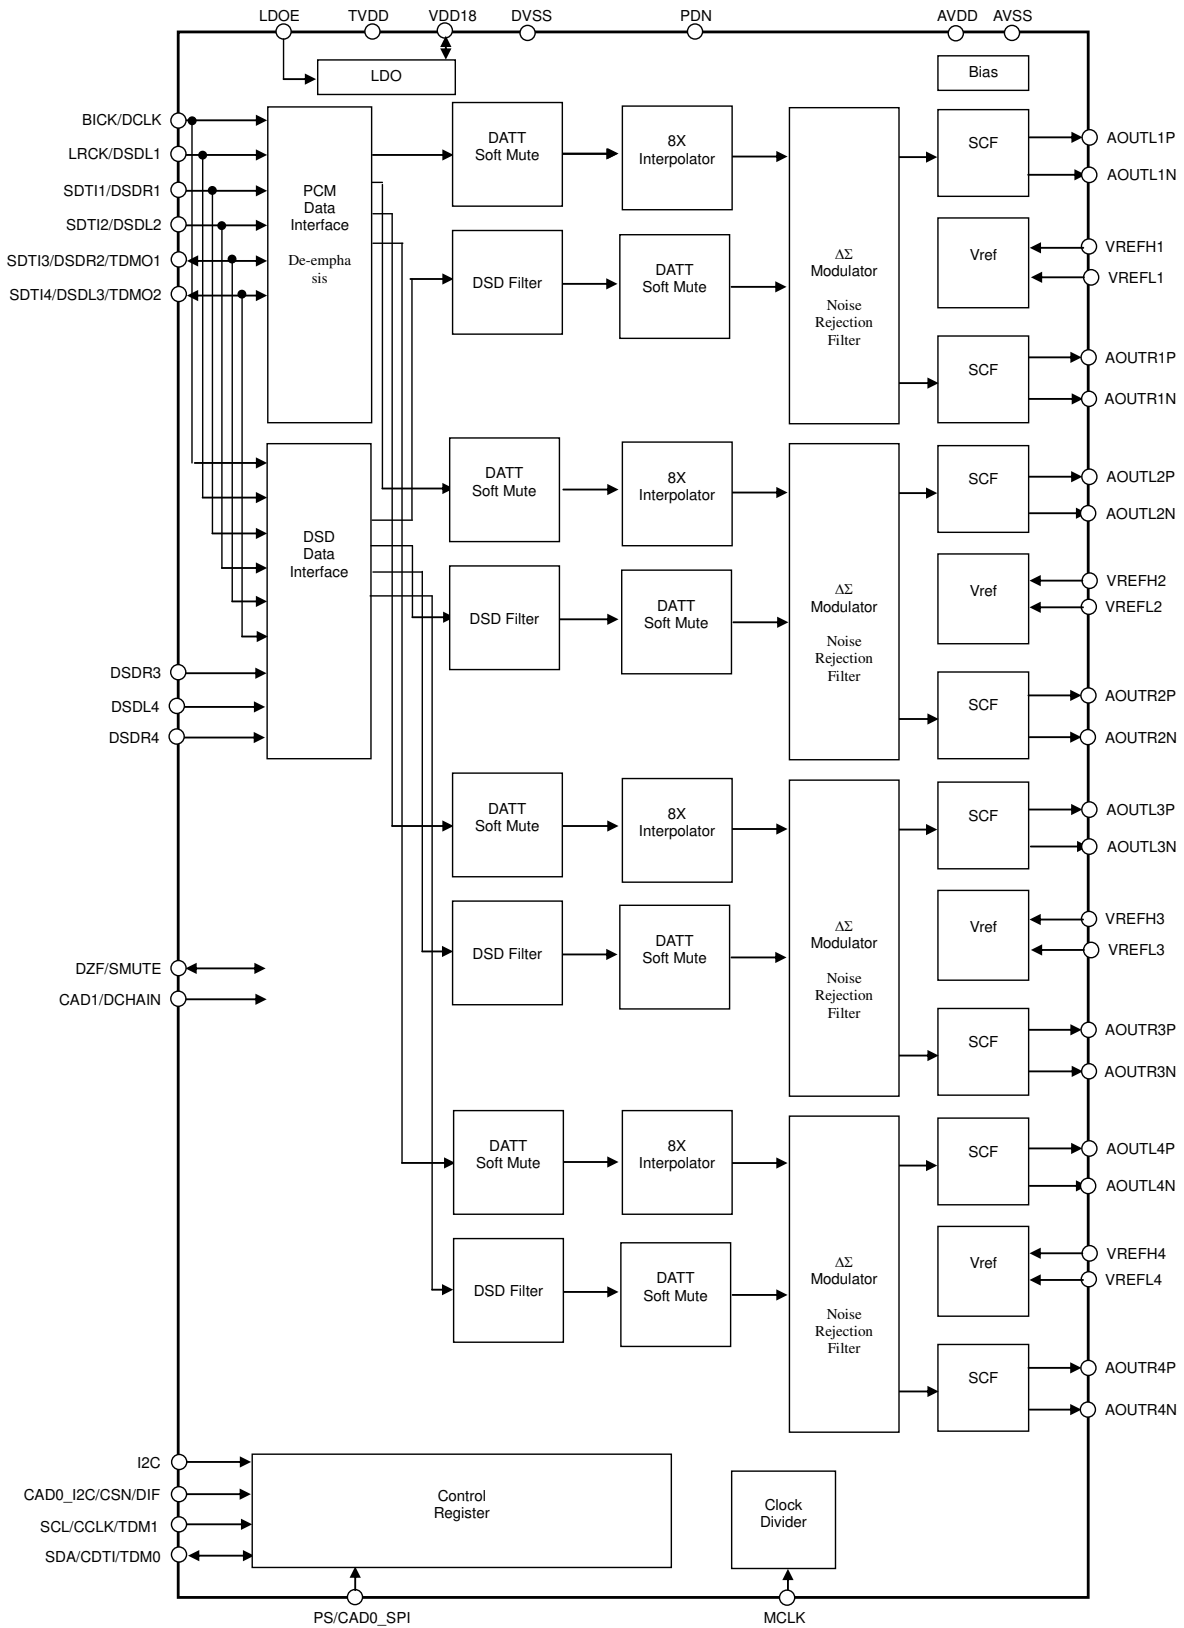 LDOE TVDD VDD18 DVSS PDN AVDD AVSS
LDO
Bias
BICK/DCLK
LRCK/DSDL1
SDTI1/DSDR1
SDTI2/DSDL2
SDTI3/DSDR2/TDMO1
SDTI4/DSDL3/TDMO2
PCM
Data
Interface
De-empha
sis
DATT
Soft Mute
8X
Interpolator
DSD Filter
DATT
Soft Mute
ΔΣ
Modulator
Noise
Rejection
Filter
SCF
Vref
SCF
AOUTL1P
AOUTL1N
VREFH1
VREFL1
AOUTR1P
AOUTR1N
DSD
Data
Interface
DSDR3
DSDL4
DSDR4
DATT
Soft Mute
8X
Interpolator
DSD Filter
DATT
Soft Mute
ΔΣ
Modulator
Noise
Rejection
Filter
SCF
Vref
SCF
AOUTL2P
AOUTL2N
VREFH2
VREFL2
AOUTR2P
AOUTR2N
DATT
Soft Mute
8X
Interpolator
DSD Filter
DATT
Soft Mute
ΔΣ
Modulator
Noise
Rejection
Filter
SCF
Vref
SCF
AOUTL3P
AOUTL3N
VREFH3
VREFL3
AOUTR3P
AOUTR3N
DZF/SMUTE
CAD1/DCHAIN
DATT
Soft Mute
8X
Interpolator
DSD Filter
DATT
Soft Mute
ΔΣ
Modulator
Noise
Rejection
Filter
SCF
Vref
SCF
AOUTL4P
AOUTL4N
VREFH4
VREFL4
AOUTR4P
AOUTR4N
I2C
CAD0_I2C/CSN/DIF
SCL/CCLK/TDM1
SDA/CDTI/TDM0
Control
Register
Clock
Divider
PS/CAD0_SPI
MCLK